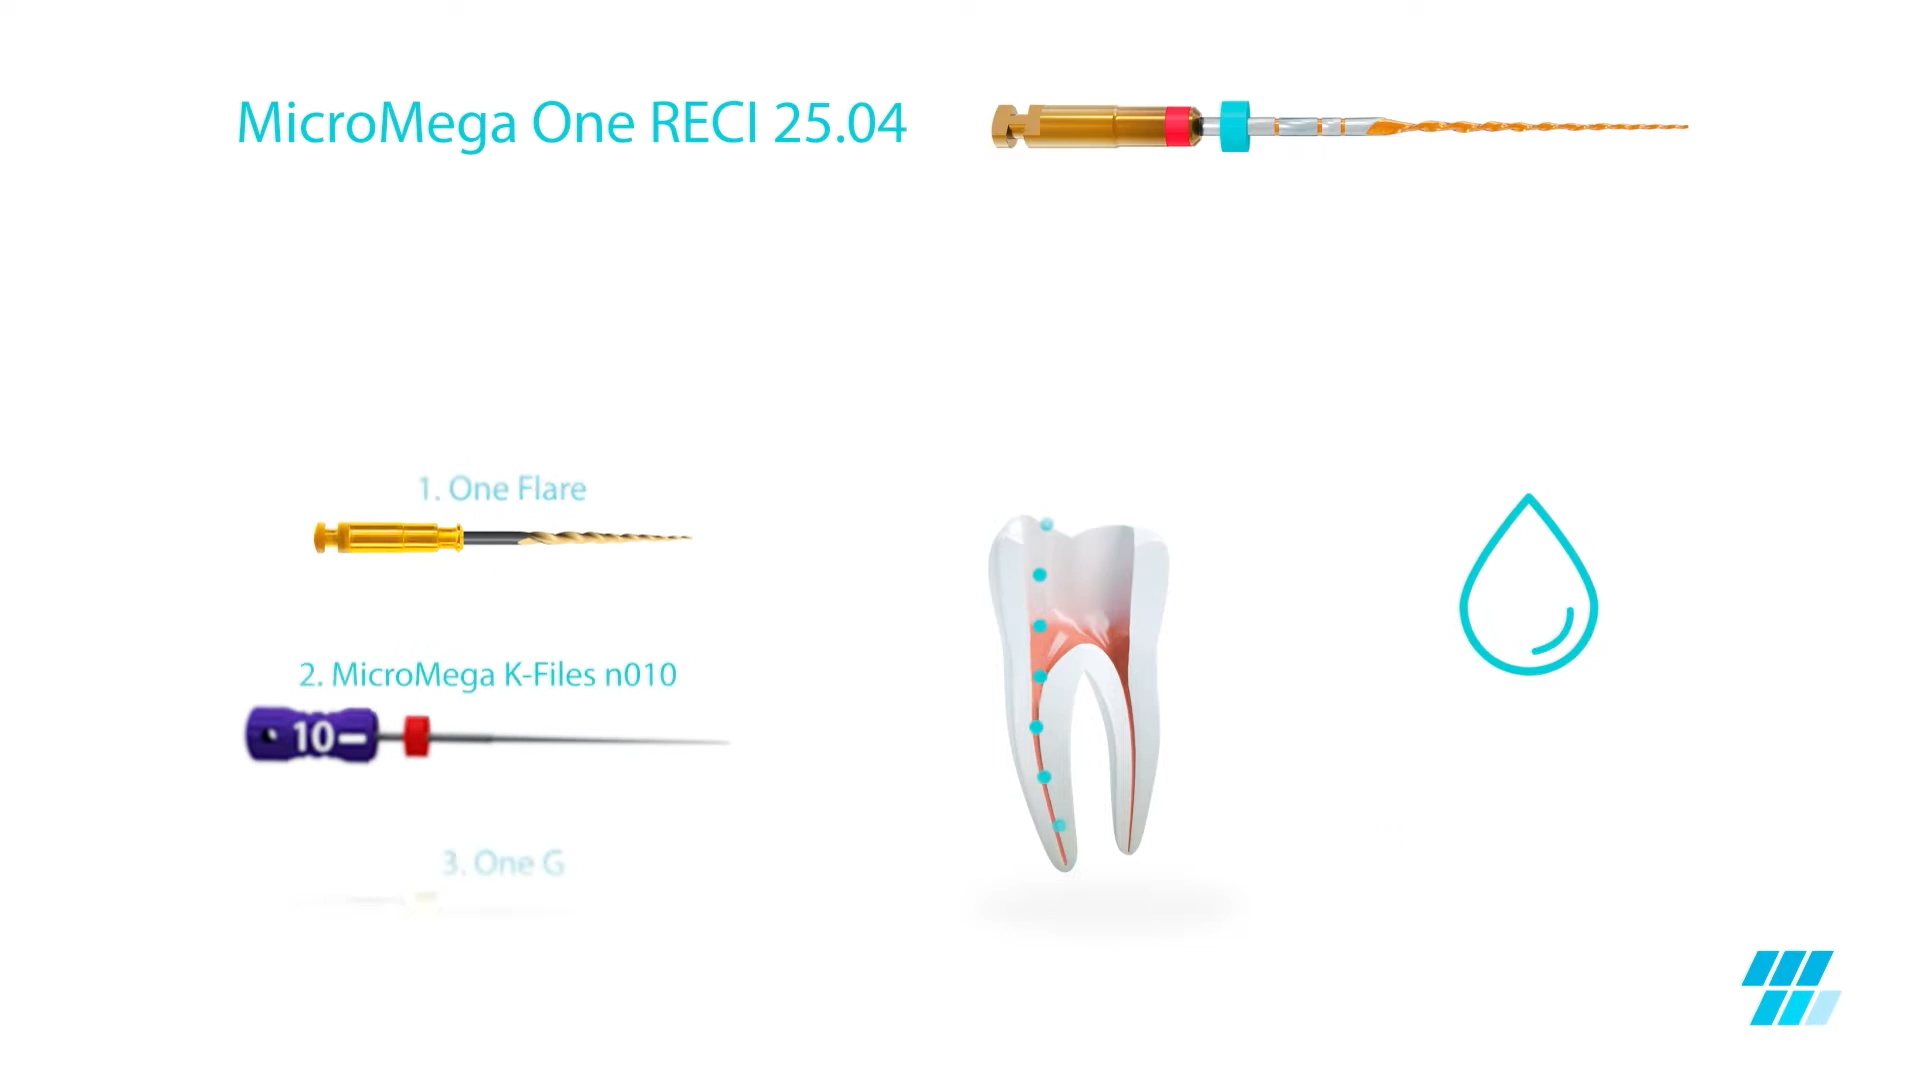 MicroMega One RECI 25.04
1. One Flare
2. MicroMega K-Files n010
10
3. One G